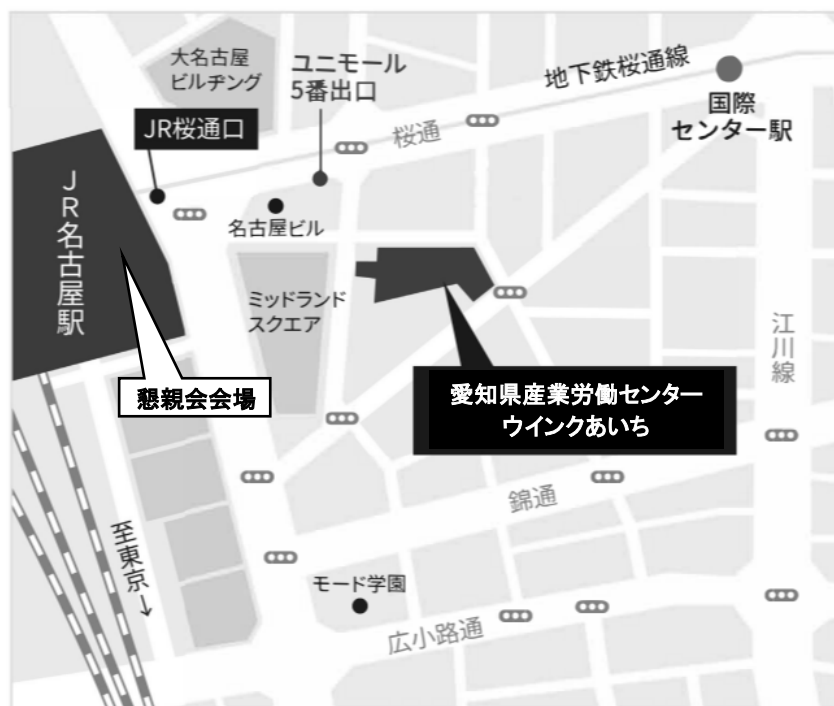 大名古屋
ビルヂング
ユニモール
5番出口
地下鉄桜通線
国際
センター駅
JR桜通口
桜通
JR名古屋駅
名古屋ビル
ミッドランド
スクエア
江川線
懇親会会場
愛知県産業労働センター
ウインクあいち
錦通
至東京→
モード学園
広小路通